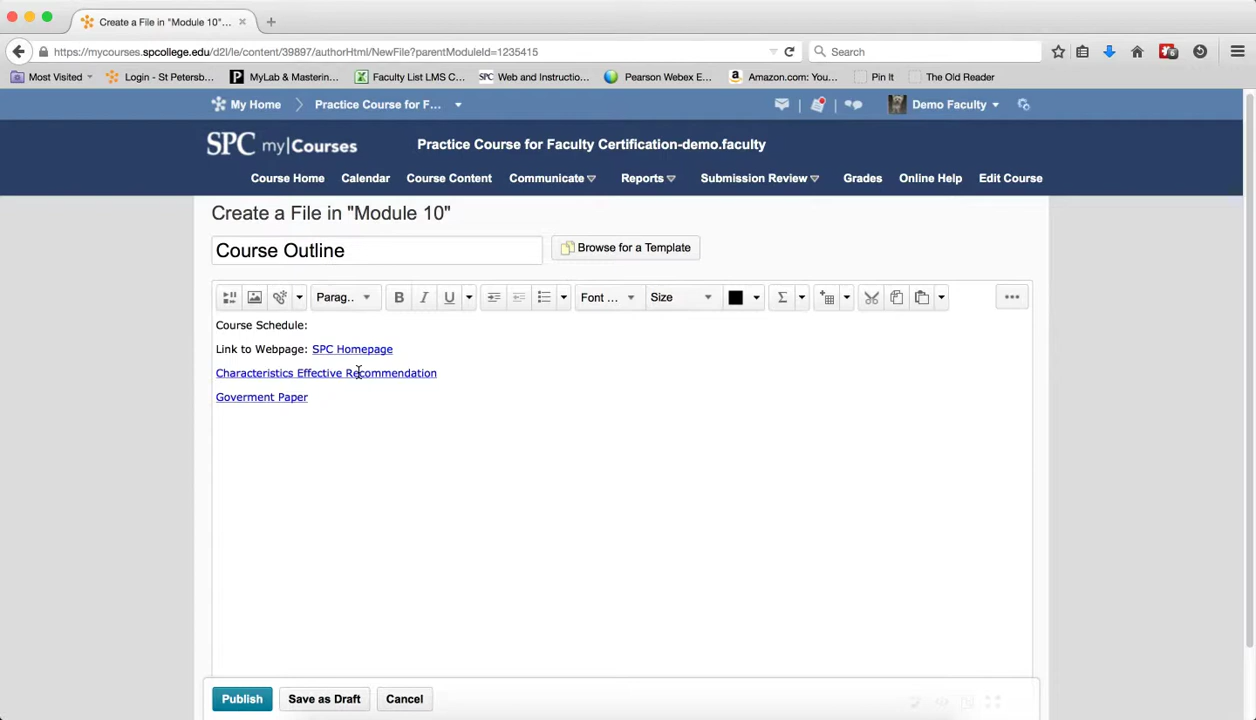 Create a File in "Module 10"...
https://mycourses.spcollege.edu/d2l/le/content/39897/authorHtml/NewFile?parentModuleId=1235415
Search
Most Visited
Login - St Petersb...
MyLab & Mastering...
Faculty List LMS C...
Web and Instructio...
Pearson Webex E...
Amazon.com: You...
Pin It
The Old Reader
My Home
Practice Course for F...
Demo Faculty
SPC my|Courses
Practice Course for Faculty Certification-demo.faculty
Course Home
Calendar
Course Content
Communicate
Reports
Submission Review
Grades
Online Help
Edit Course
Create a File in "Module 10"
Course Outline
Browse for a Template
Parag..
B
I
U
Font ...
Size
Σ
Course Schedule:
Link to Webpage: SPC Homepage
Characteristics Effective Recommendation
Goverment Paper
Publish
Save as Draft
Cancel